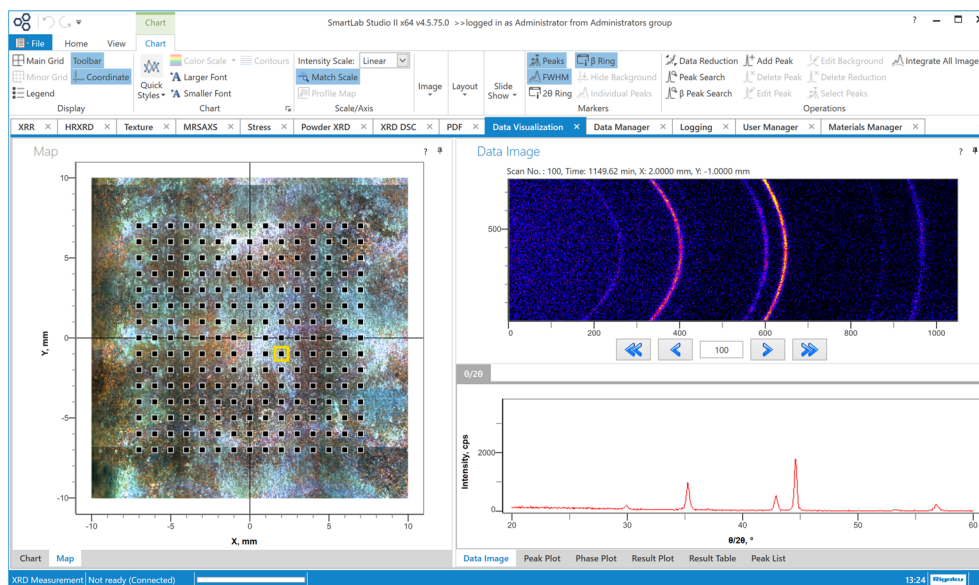 SmartLab Studio II x64 v4.5.75.0 >>logged in as Administrator from Administrators group
Chart
File Home View Chart
Main Grid Toolbar
Minor Grid Coordinate
Legend
Display
Quick Styles
Color Scale Contours
Larger Font
Smaller Font
Chart
Intensity Scale: Linear
Match Scale
Profile Map
Scale/Axis
Image
Layout
Slide Show
Peaks β Ring
FWHM Hide Background
2θ Ring Individual Peaks
Markers
Data Reduction Add Peak Edit Background Integrate All Image
Peak Search Delete Peak Delete Reduction
β Peak Search Edit Peak Select Peaks
Operations
XRR HRXRD Texture MRSAXS Stress Powder XRD XRD DSC PDF Data Visualization Data Manager Logging User Manager Materials Manager
Map
10
5
0
-5
-10
Y, mm
-10 -5 0 5 10
X, mm
Chart Map
Data Image
Scan No. : 100, Time: 1149.62 min, X: 2.0000 mm, Y: -1.0000 mm
500
0 200 400 600 800 1000
100
θ/2θ
Intensity, cps
2000
0
20 30 40 50 60
θ/2θ, °
Data Image Peak Plot Phase Plot Result Plot Result Table Peak List
XRD Measurement Not ready (Connected)
13:24 Rigaku